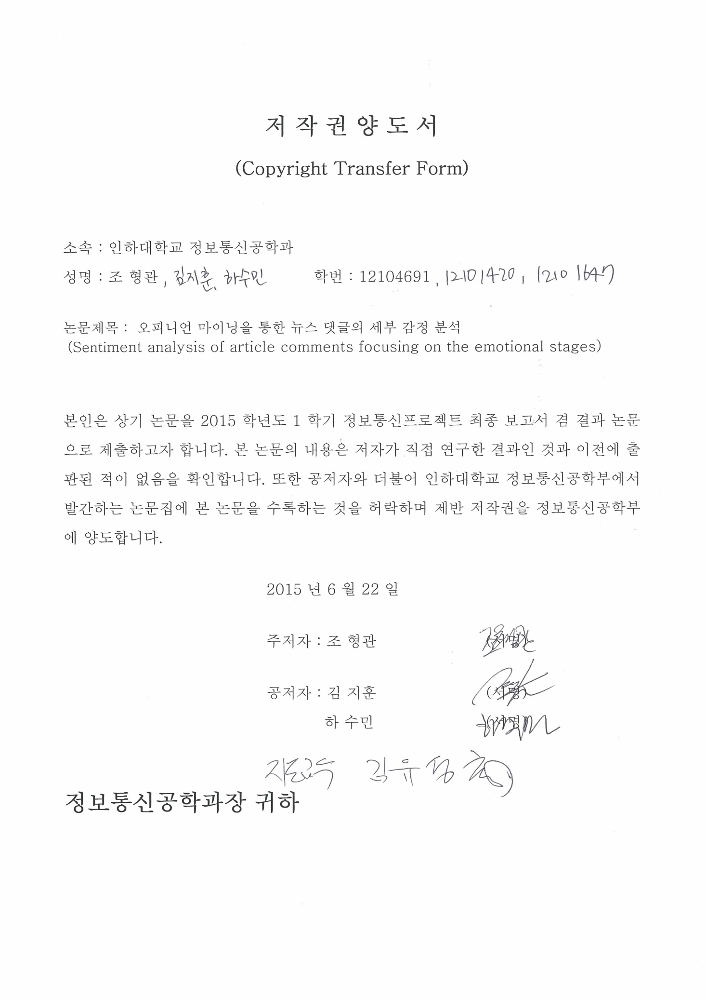 저 작 권 양 도 서
(Copyright Transfer Form)
소속 : 인하대학교 정보통신공학과
성명 : 조 형관 , 김지훈, 하수민 학번 : 12104691 , 12101420 , 12101647
논문제목 : 오피니언 마이닝을 통한 뉴스 댓글의 세부 감정 분석
(Sentiment analysis of article comments focusing on the emotional stages)
본인은 상기 논문을 2015 학년도 1 학기 정보통신프로젝트 최종 보고서 겸 결과 논문
으로 제출하고자 합니다. 본 논문의 내용은 저자가 직접 연구한 결과인 것과 이전에 출
판된 적이 없음을 확인합니다. 또한 공저자와 더불어 인하대학교 정보통신공학부에서
발간하는 논문집에 본 논문을 수록하는 것을 허락하며 제반 저작권을 정보통신공학부
에 양도합니다.
2015 년 6 월 22 일
주저자 : 조 형관 서명
공저자 : 김 지훈 (서명)
하 수민 (서명)
지도교수 김유성
정보통신공학과장 귀하